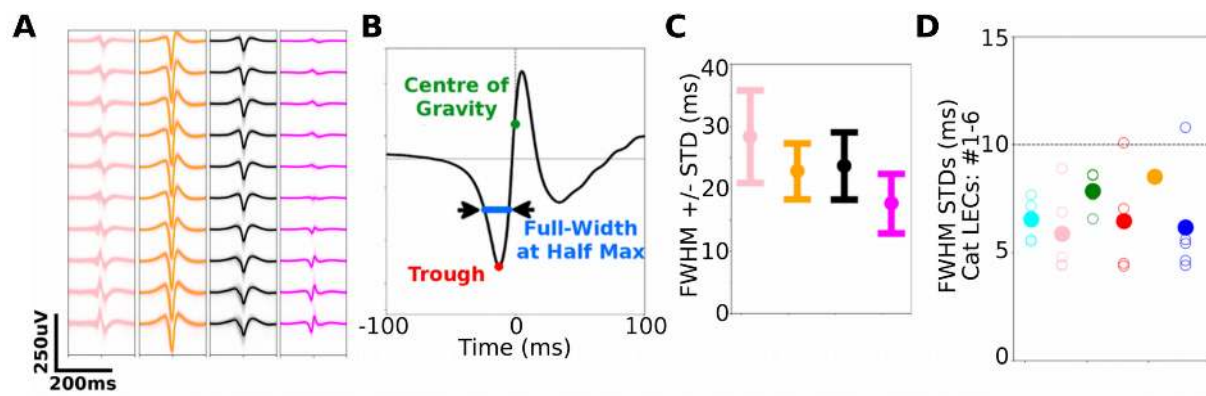 A
250uV
200ms
B
Centre of
Gravity
Full-Width
at Half Max
Trough
-100
0
100
Time (ms)
C
FWHM +/- STD (ms)
40
30
20
10
0
D
FWHM STDs (ms)
Cat LECs: #1-6
15
10
5
0